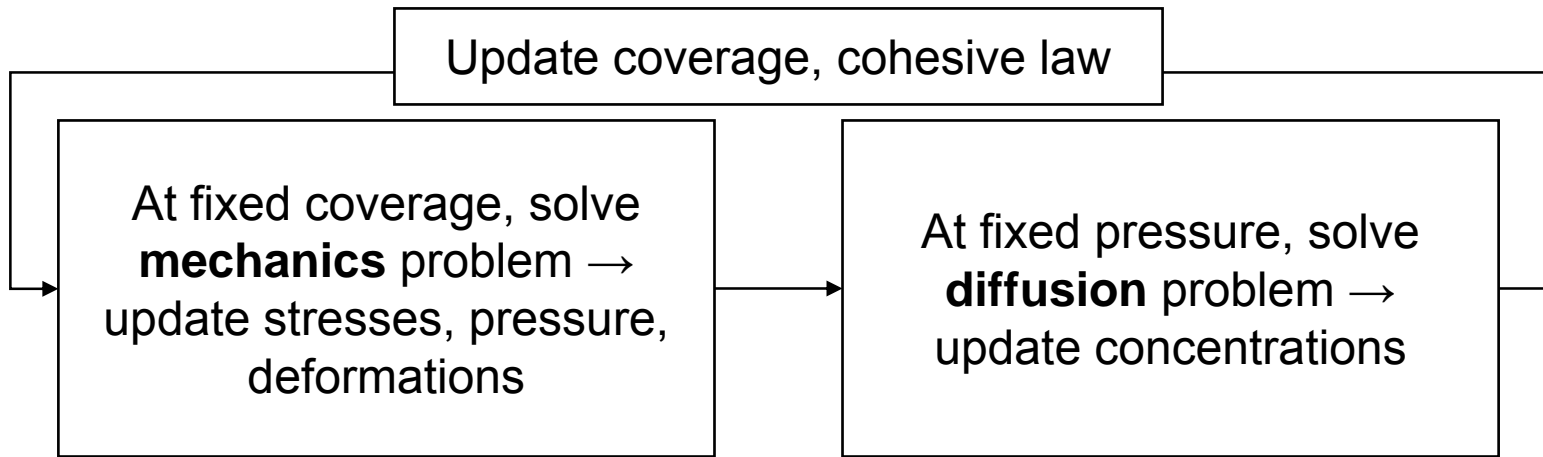 Update coverage, cohesive law
At fixed coverage, solve
mechanics problem →
update stresses, pressure,
deformations
At fixed pressure, solve
diffusion problem →
update concentrations